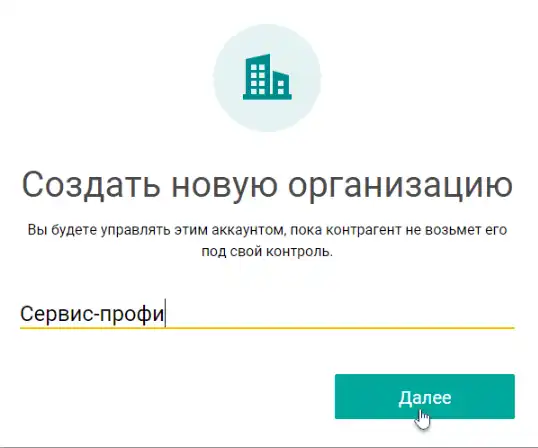 Создать новую организацию
Вы будете управлять этим аккаунтом, пока контрагент не возьмет его
под свой контроль.
Сервис-профи
Далее